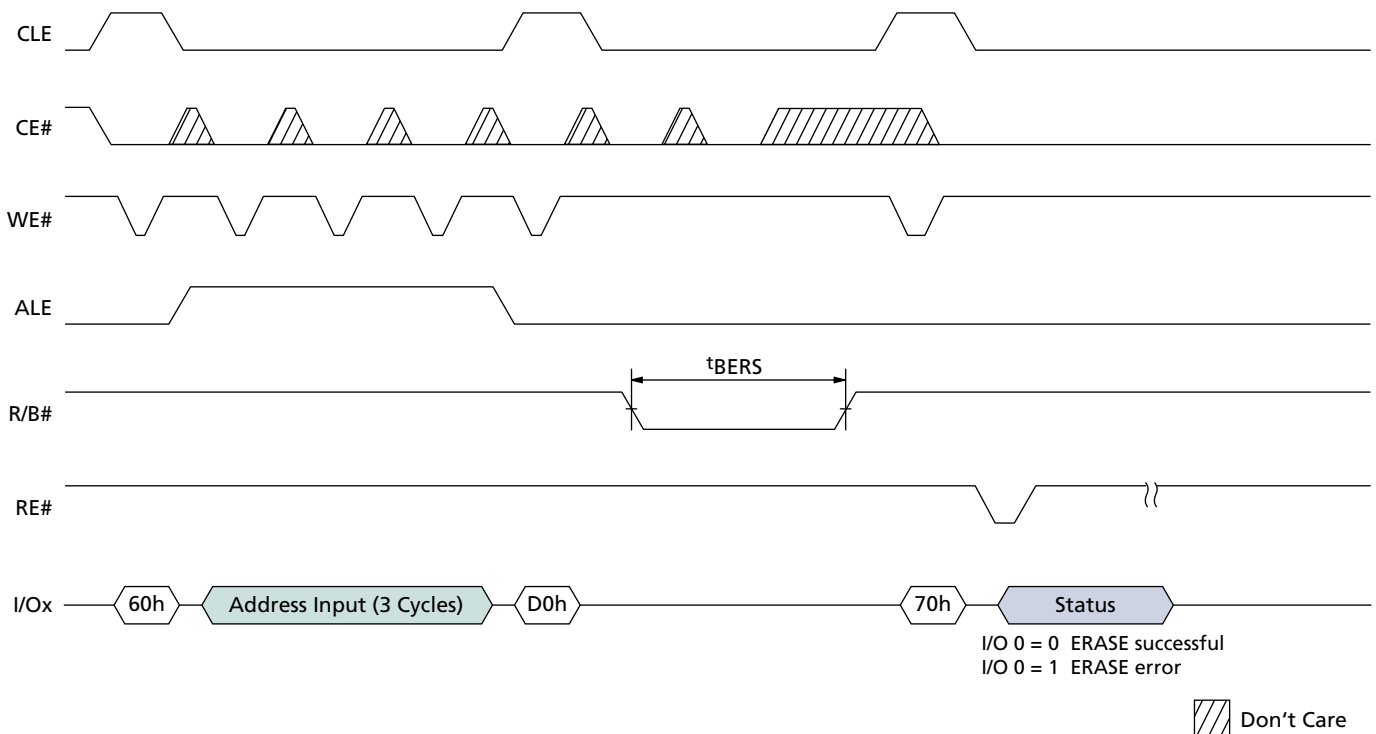 CLE
CE#
WE#
ALE
tBERS
R/B#
RE#
I/Ox 60h Address Input (3 Cycles) D0h 70h Status
I/O 0 = 0 ERASE successful
I/O 0 = 1 ERASE error
Don't Care